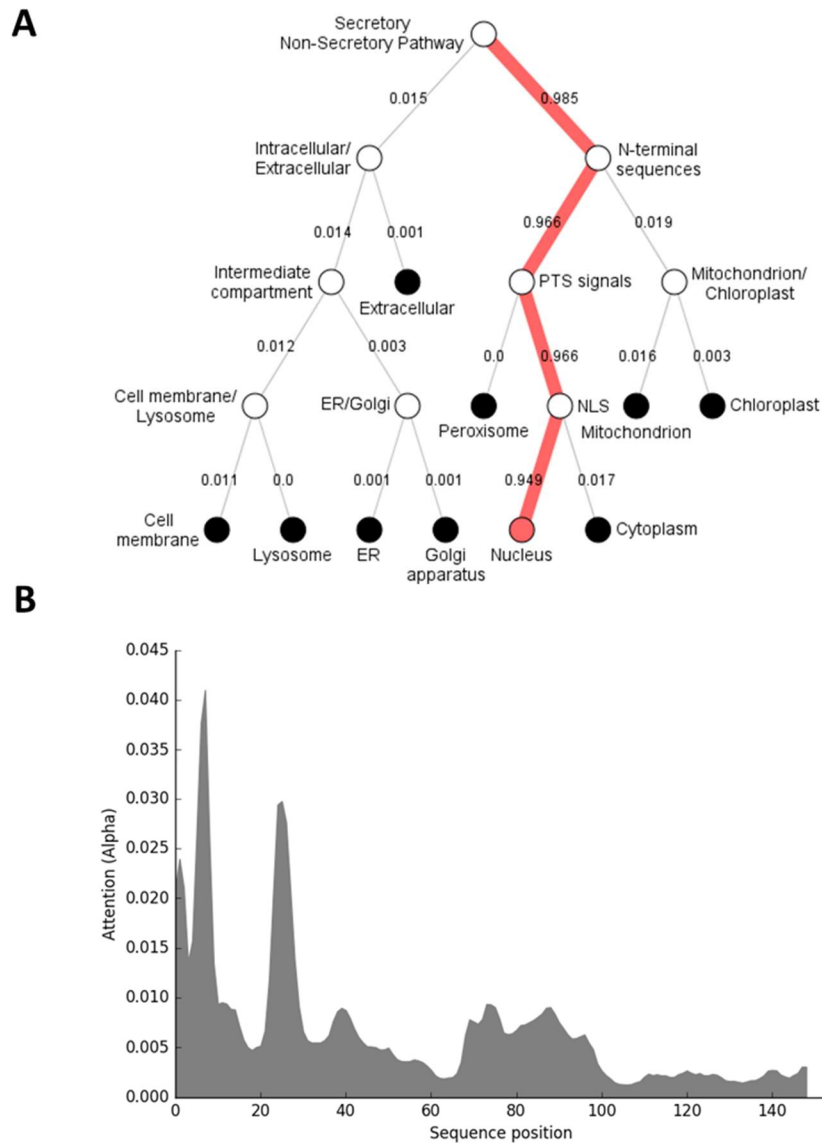 A
Secretory
Non-Secretory Pathway
0.015
0.985
Intracellular/
Extracellular
N-terminal
sequences
0.014
0.001
0.966
0.019
Intermediate
compartment
Extracellular
PTS signals
Mitochondrion/
Chloroplast
0.012
0.003
0.0
0.966
0.016
0.003
Cell membrane/
Lysosome
ER/Golgi
Peroxisome
NLS
Mitochondrion
Chloroplast
0.011
0.0
0.001
0.001
0.949
0.017
Cell
membrane
Lysosome
ER
Golgi
apparatus
Nucleus
Cytoplasm
B
0.045
0.040
0.035
0.030
0.025
0.020
0.015
0.010
0.005
0.000
Attention (Alpha)
0
20
40
60
80
100
120
140
Sequence position